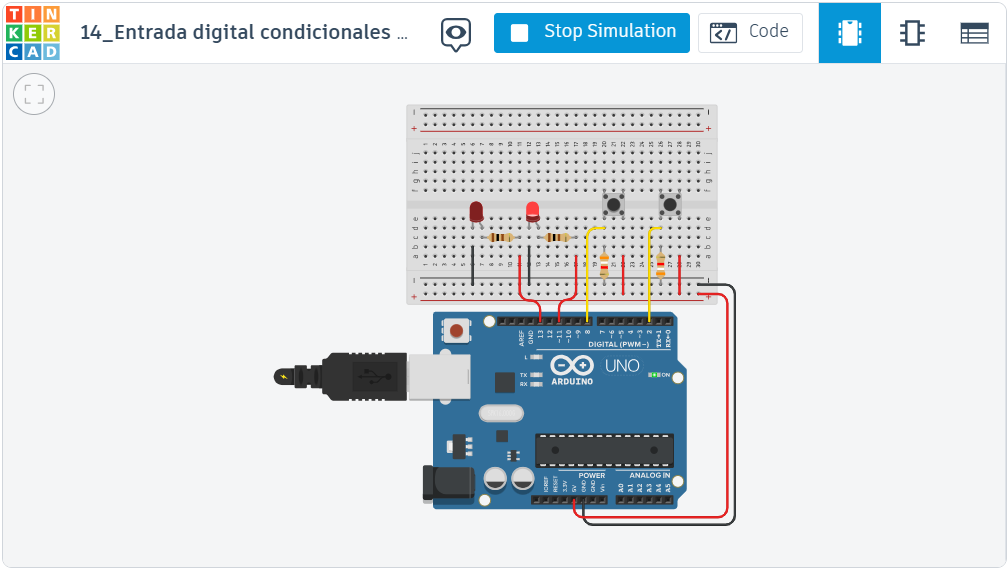 TIN
KER
CAD
14_Entrada digital condicionales ...
Stop Simulation
Code
AREF
GND
13
12
~11
~10
~9
8
7
~6
~5
4
~3
2
TX→1
RX←0
DIGITAL (PWM~)
L
TX
RX
UNO
ARDUINO
ON
POWER
ANALOG IN
IOREF
RESET
3.3V
5V
GND
GND
Vin
A0
A1
A2
A3
A4
A5